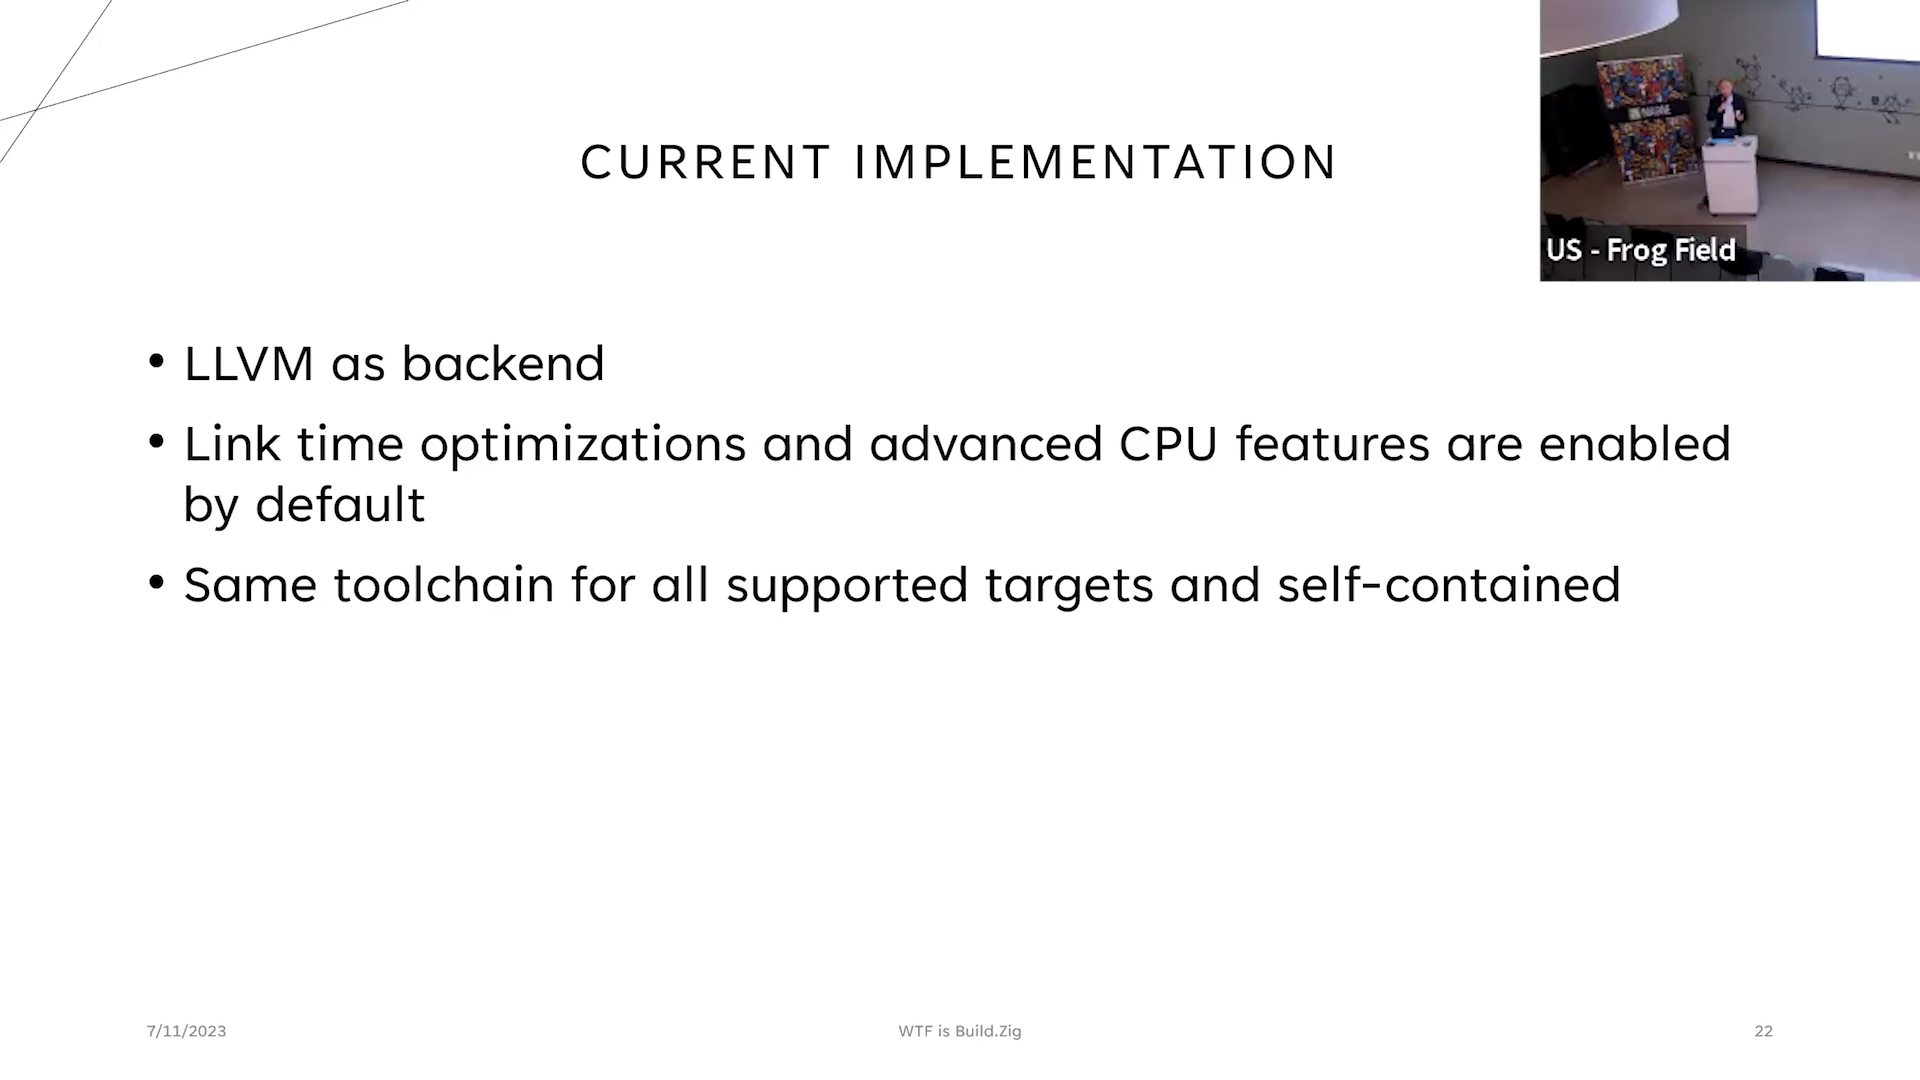 CURRENT IMPLEMENTATION
US - Frog Field
• LLVM as backend
• Link time optimizations and advanced CPU features are enabled
by default
• Same toolchain for all supported targets and self-contained
7/11/2023
WTF is Build.Zig
22